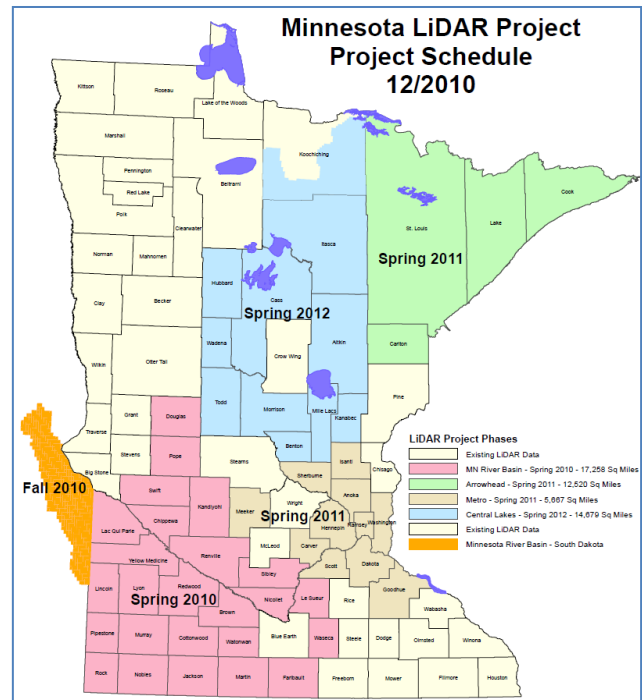 Minnesota LiDAR Project
Project Schedule
12/2010
Kittson
Roseau
Lake of the Woods
Marshall
Koochiching
Pennington
Red Lake
Beltrami
Polk
Clearwater
Cook
Lake
St. Louis
Itasca
Norman
Mahnomen
Spring 2011
Hubbard
Cass
Clay
Becker
Spring 2012
Wadena
Aitkin
Carlton
Crow Wing
Otter Tail
Wilkin
Pine
Todd
Morrison
Mille Lacs
Kanabec
Grant
Douglas
Traverse
Benton
Stevens
Pope
Stearns
Isanti
Chisago
Big Stone
Sherburne
Fall 2010
Swift
Kandiyohi
Meeker
Wright
Anoka
Spring 2011
Hennepin
Ramsey
Washington
Chippewa
Lac Qui Parle
McLeod
Carver
Renville
Scott
Dakota
Yellow Medicine
Sibley
Goodhue
Lincoln
Lyon
Redwood
Nicolet
Le Sueur
Rice
Wabasha
Spring 2010
Brown
Pipestone
Murray
Cottonwood
Watonwan
Blue Earth
Waseca
Steele
Dodge
Olmsted
Winona
Rock
Nobles
Jackson
Martin
Faribault
Freeborn
Mower
Fillmore
Houston
LiDAR Project Phases
Existing LiDAR Data
MN River Basin - Spring 2010 - 17,258 Sq Miles
Arrowhead - Spring 2011 - 12,520 Sq Miles
Metro - Spring 2011 - 5,667 Sq Miles
Central Lakes - Spring 2012 - 14,679 Sq Miles
Existing LiDAR Data
Minnesota River Basin - South Dakota